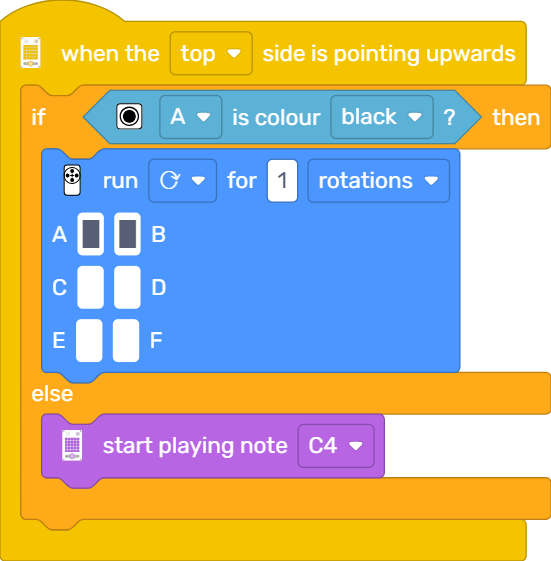 when the top side is pointing upwards
if A is colour black ? then
run for 1 rotations
A B
C D
E F
else
start playing note C4